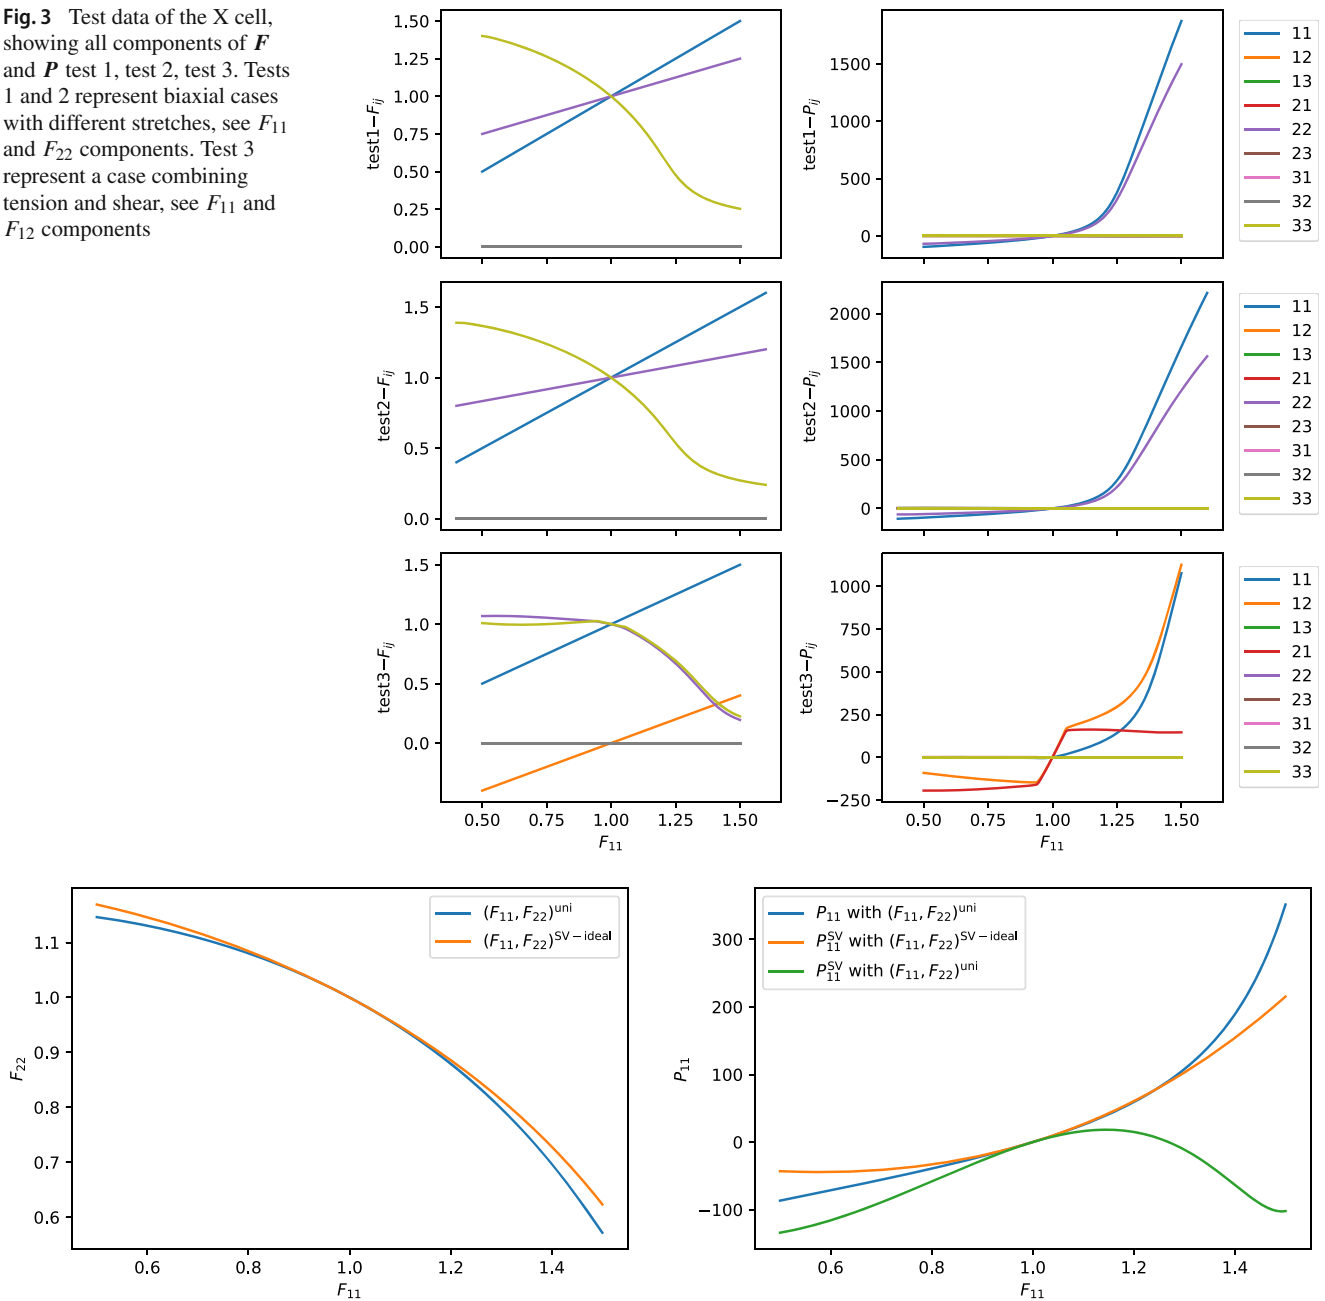 Fig. 3 Test data of the X cell,
showing all components of F
and P test 1, test 2, test 3. Tests
1 and 2 represent biaxial cases
with different stretches, see F11
and F22 components. Test 3
represent a case combining
tension and shear, see F11 and
F12 components
test1−Fij
1.50
1.25
1.00
0.75
0.50
0.25
0.00
test1−Pij
1500
1000
500
0
11
12
13
21
22
23
31
32
33
test2−Fij
1.5
1.0
0.5
0.0
test2−Pij
2000
1500
1000
500
0
11
12
13
21
22
23
31
32
33
test3−Fij
1.5
1.0
0.5
0.0
0.50 0.75 1.00 1.25 1.50
F11
test3−Pij
1000
750
500
250
0
−250
0.50 0.75 1.00 1.25 1.50
F11
11
12
13
21
22
23
31
32
33
F22
1.1
1.0
0.9
0.8
0.7
0.6
(F11, F22)uni
(F11, F22)SV−ideal
0.6 0.8 1.0 1.2 1.4
F11
P11
300
200
100
0
−100
P11 with (F11, F22)uni
P11SV with (F11, F22)SV−ideal
P11SV with (F11, F22)uni
0.6 0.8 1.0 1.2 1.4
F11